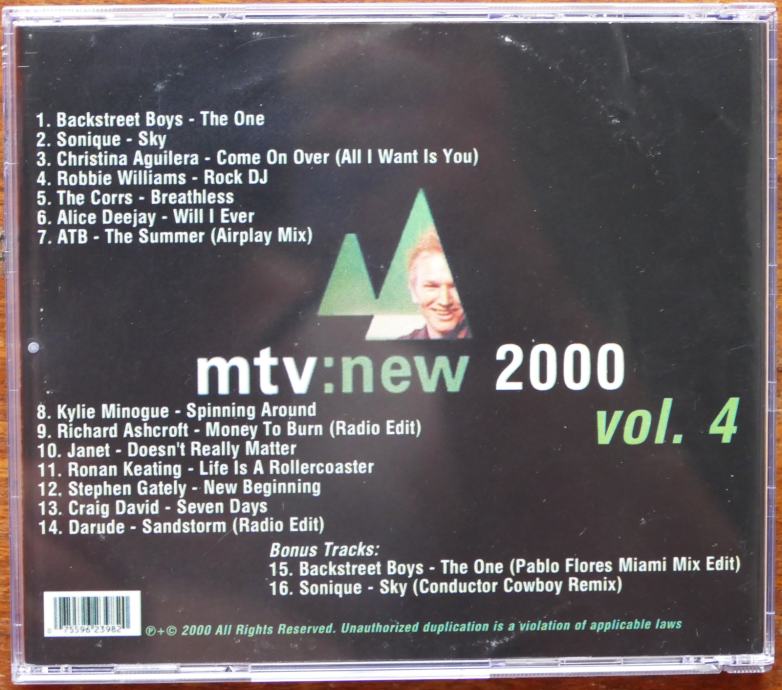 1. Backstreet Boys - The One
2. Sonique - Sky
3. Christina Aguilera - Come On Over (All I Want Is You)
4. Robbie Williams - Rock DJ
5. The Corrs - Breathless
6. Alice Deejay - Will I Ever
7. ATB - The Summer (Airplay Mix)
mtv:new 2000
vol. 4
8. Kylie Minogue - Spinning Around
9. Richard Ashcroft - Money To Burn (Radio Edit)
10. Janet - Doesn't Really Matter
11. Ronan Keating - Life Is A Rollercoaster
12. Stephen Gately - New Beginning
13. Craig David - Seven Days
14. Darude - Sandstorm (Radio Edit)
Bonus Tracks:
15. Backstreet Boys - The One (Pablo Flores Miami Mix Edit)
16. Sonique - Sky (Conductor Cowboy Remix)
75596 23982
℗+© 2000 All Rights Reserved. Unauthorized duplication is a violation of applicable laws